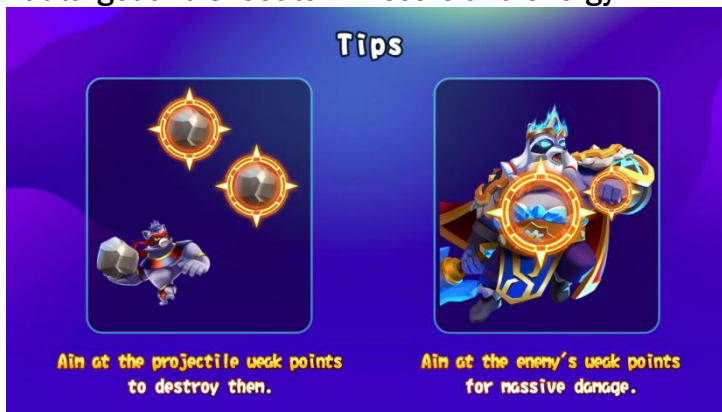 Tips
Aim at the projectile weak points
to destroy them.
Aim at the enemy's weak points
for massive damage.